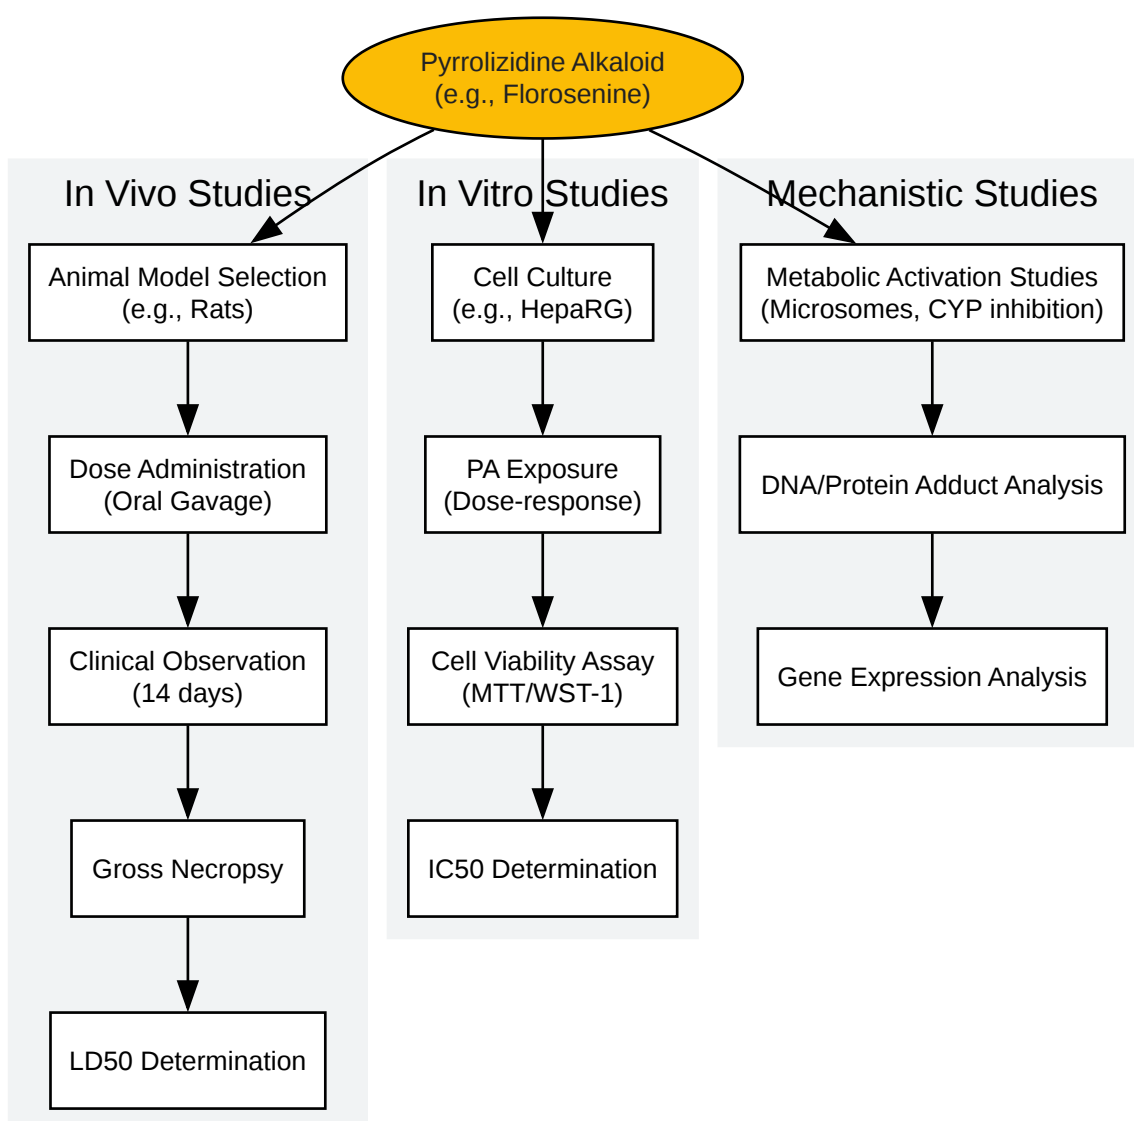 Pyrrolizidine Alkaloid
(e.g., Florosenine)
In Vivo Studies
Animal Model Selection
(e.g., Rats)
Dose Administration
(Oral Gavage)
Clinical Observation
(14 days)
Gross Necropsy
LD50 Determination
In Vitro Studies
Cell Culture
(e.g., HepaRG)
PA Exposure
(Dose-response)
Cell Viability Assay
(MTT/WST-1)
IC50 Determination
Mechanistic Studies
Metabolic Activation Studies
(Microsomes, CYP inhibition)
DNA/Protein Adduct Analysis
Gene Expression Analysis